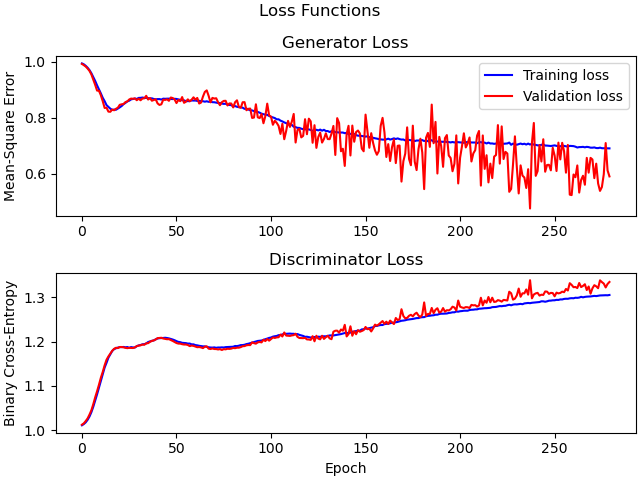 Loss Functions
Generator Loss
Mean-Square Error
1.0
0.8
0.6
Training loss
Validation loss
0 50 100 150 200 250
Discriminator Loss
Binary Cross-Entropy
1.3
1.2
1.1
1.0
0 50 100 150 200 250
Epoch